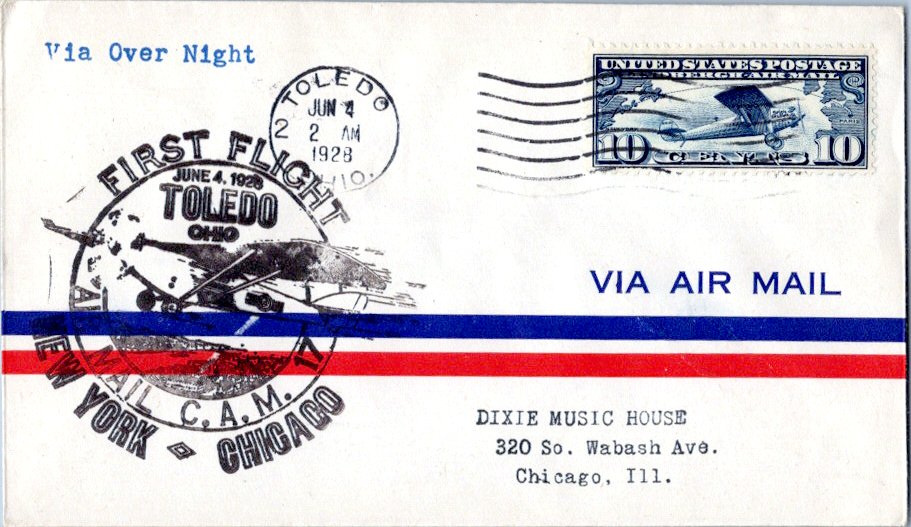 Via Over Night
TOLEDO
JUN 4
2 AM
1928
2
UNITED STATES POSTAGE
LINDBERGH AIR MAIL
PARIS
10 CENTS 10
FIRST FLIGHT
JUNE 4, 1928
TOLEDO
OHIO
MAIL C.A.M. 17
NEW YORK CHICAGO
VIA AIR MAIL
DIXIE MUSIC HOUSE
320 So. Wabash Ave.
Chicago, Ill.